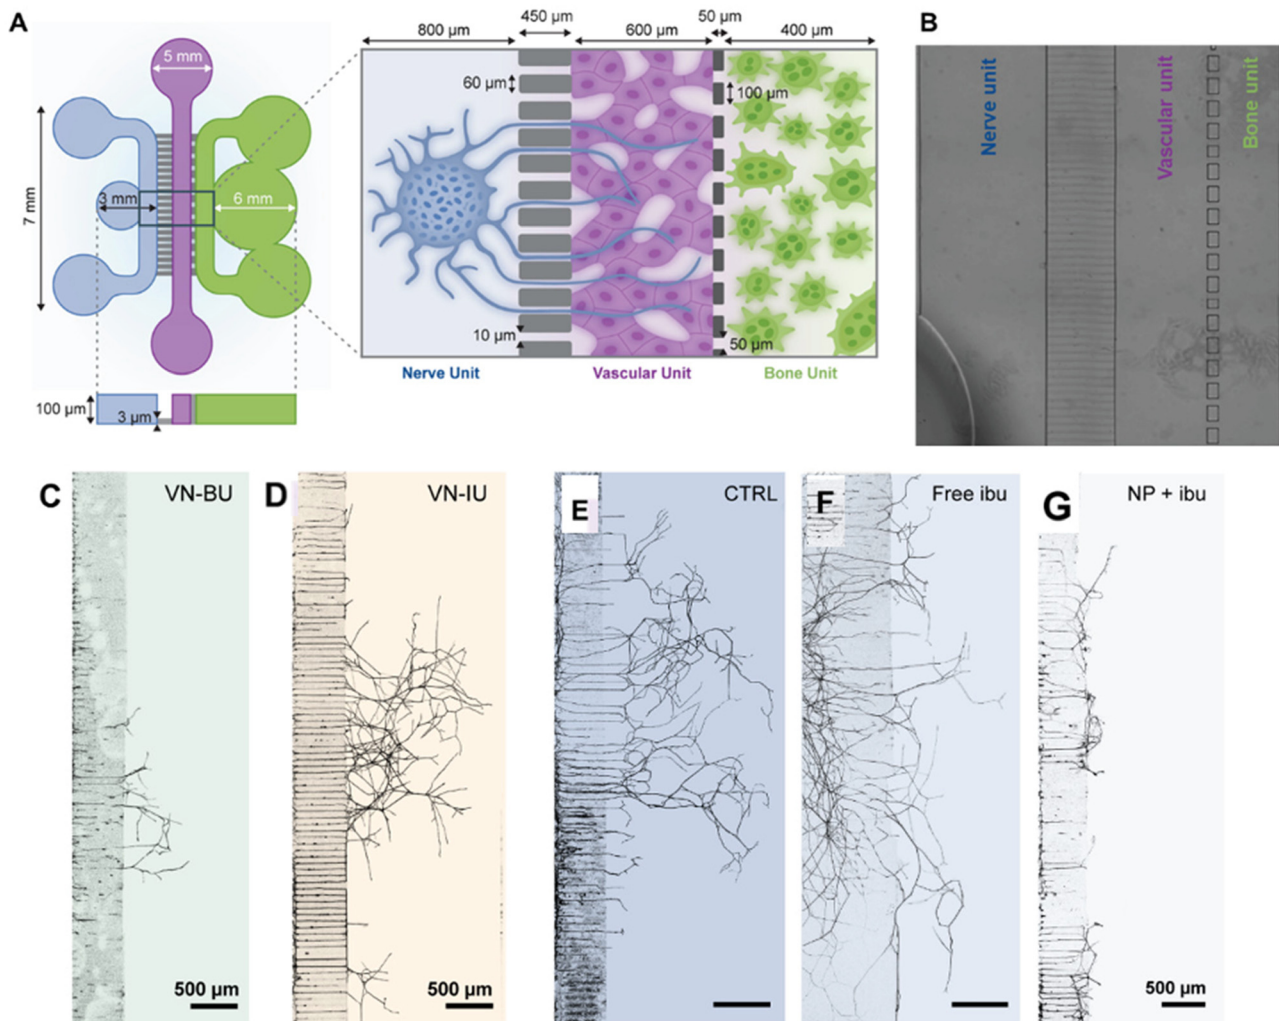 A
5 mm
7 mm
3 mm
6 mm
100 µm
3 µm
800 µm
450 µm
600 µm
50 µm
400 µm
60 µm
100 µm
10 µm
50 µm
Nerve Unit
Vascular Unit
Bone Unit
B
Nerve unit
Vascular unit
Bone unit
C
VN-BU
500 µm
D
VN-IU
500 µm
E
CTRL
F
Free ibu
G
NP + ibu
500 µm